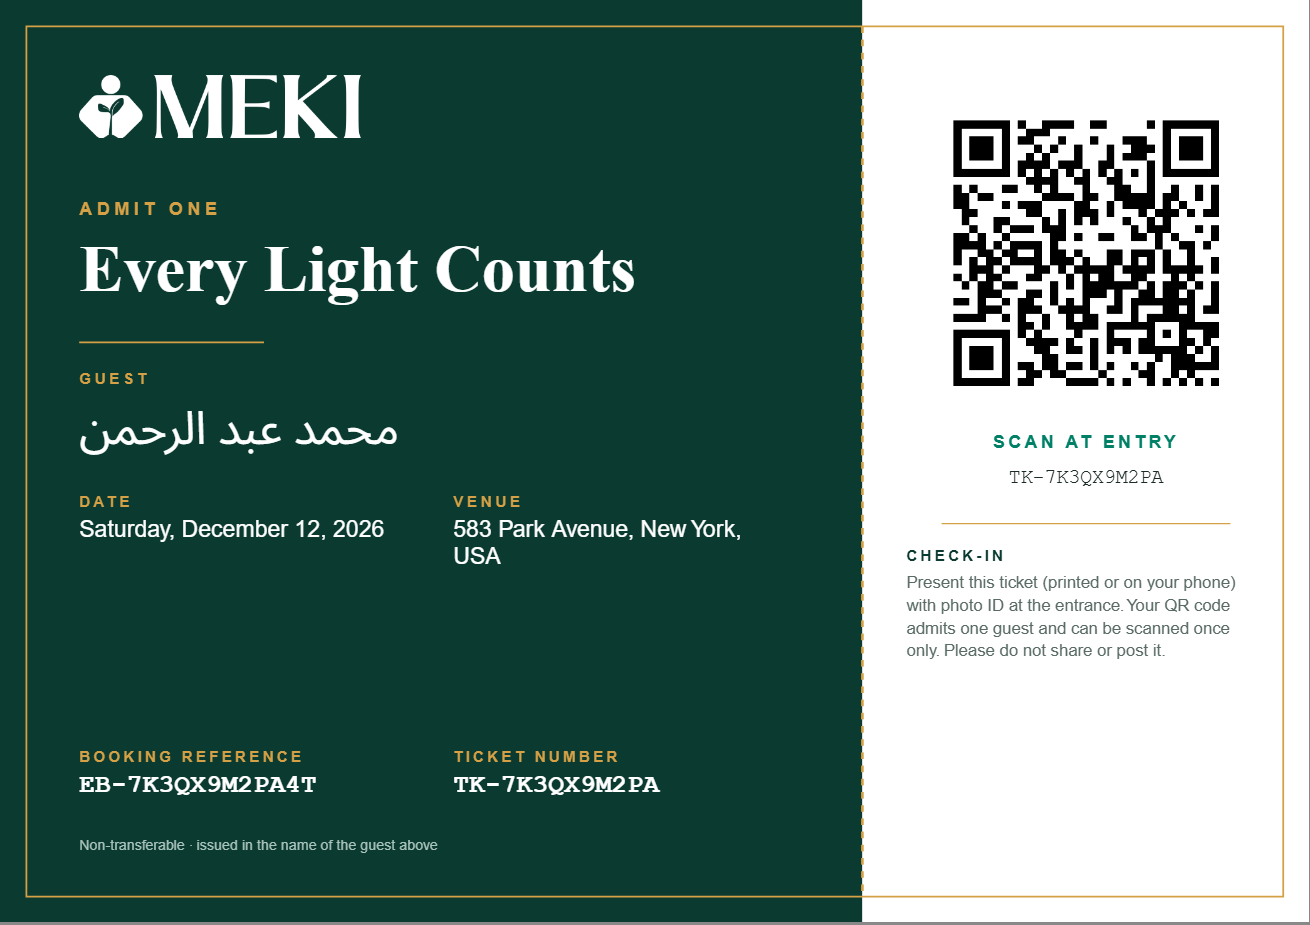 MEKI
ADMIT ONE
Every Light Counts
GUEST
محمد عبد الرحمن
DATE
Saturday, December 12, 2026
VENUE
583 Park Avenue, New York,
USA
BOOKING REFERENCE
EB-7K3QX9M2PA4T
TICKET NUMBER
TK-7K3QX9M2PA
Non-transferable · issued in the name of the guest above
SCAN AT ENTRY
TK-7K3QX9M2PA
CHECK-IN
Present this ticket (printed or on your phone)
with photo ID at the entrance. Your QR code
admits one guest and can be scanned once
only. Please do not share or post it.